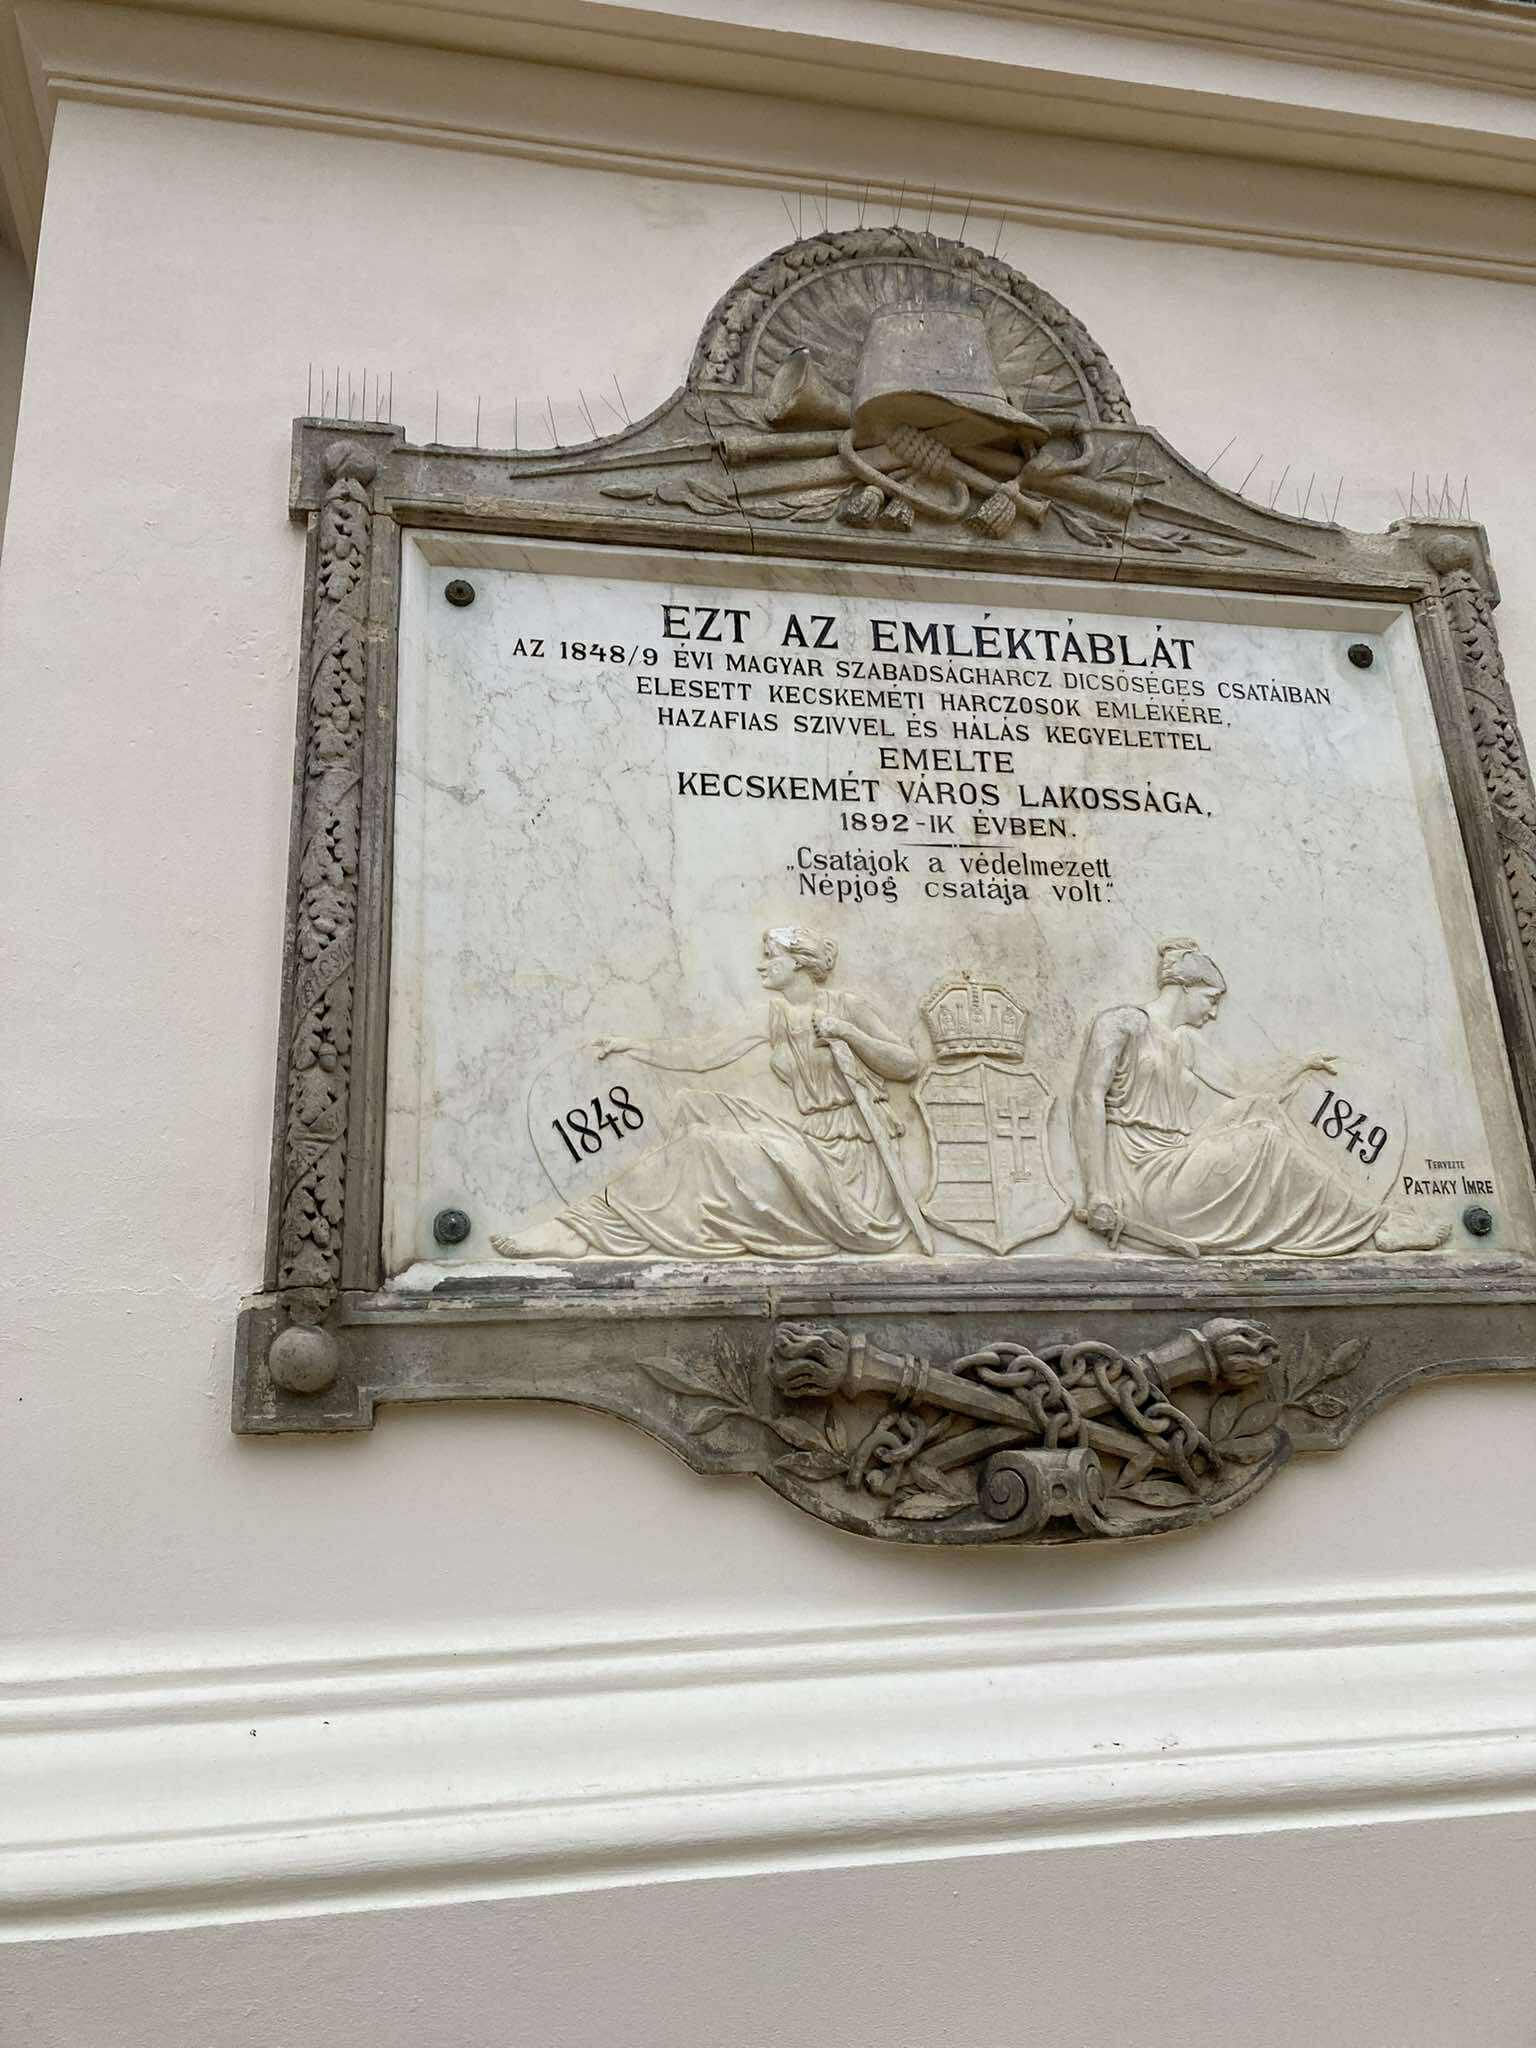 EZT AZ EMLÉKTÁBLÁT
AZ 1848/9 ÉVI MAGYAR SZABADSÁGHARCZ DICSŐSÉGES CSATÁIBAN
ELESETT KECSKEMÉTI HARCZOSOK EMLÉKÉRE,
HAZAFIAS SZIVVEL ÉS HÁLÁS KEGYELETTEL
EMELTE
KECSKEMÉT VÁROS LAKOSSÁGA,
1892-IK ÉVBEN.
„Csatájok a védelmezett
Népjog csatája volt.“
1848
1849
TERVEZTE
PATAKY IMRE